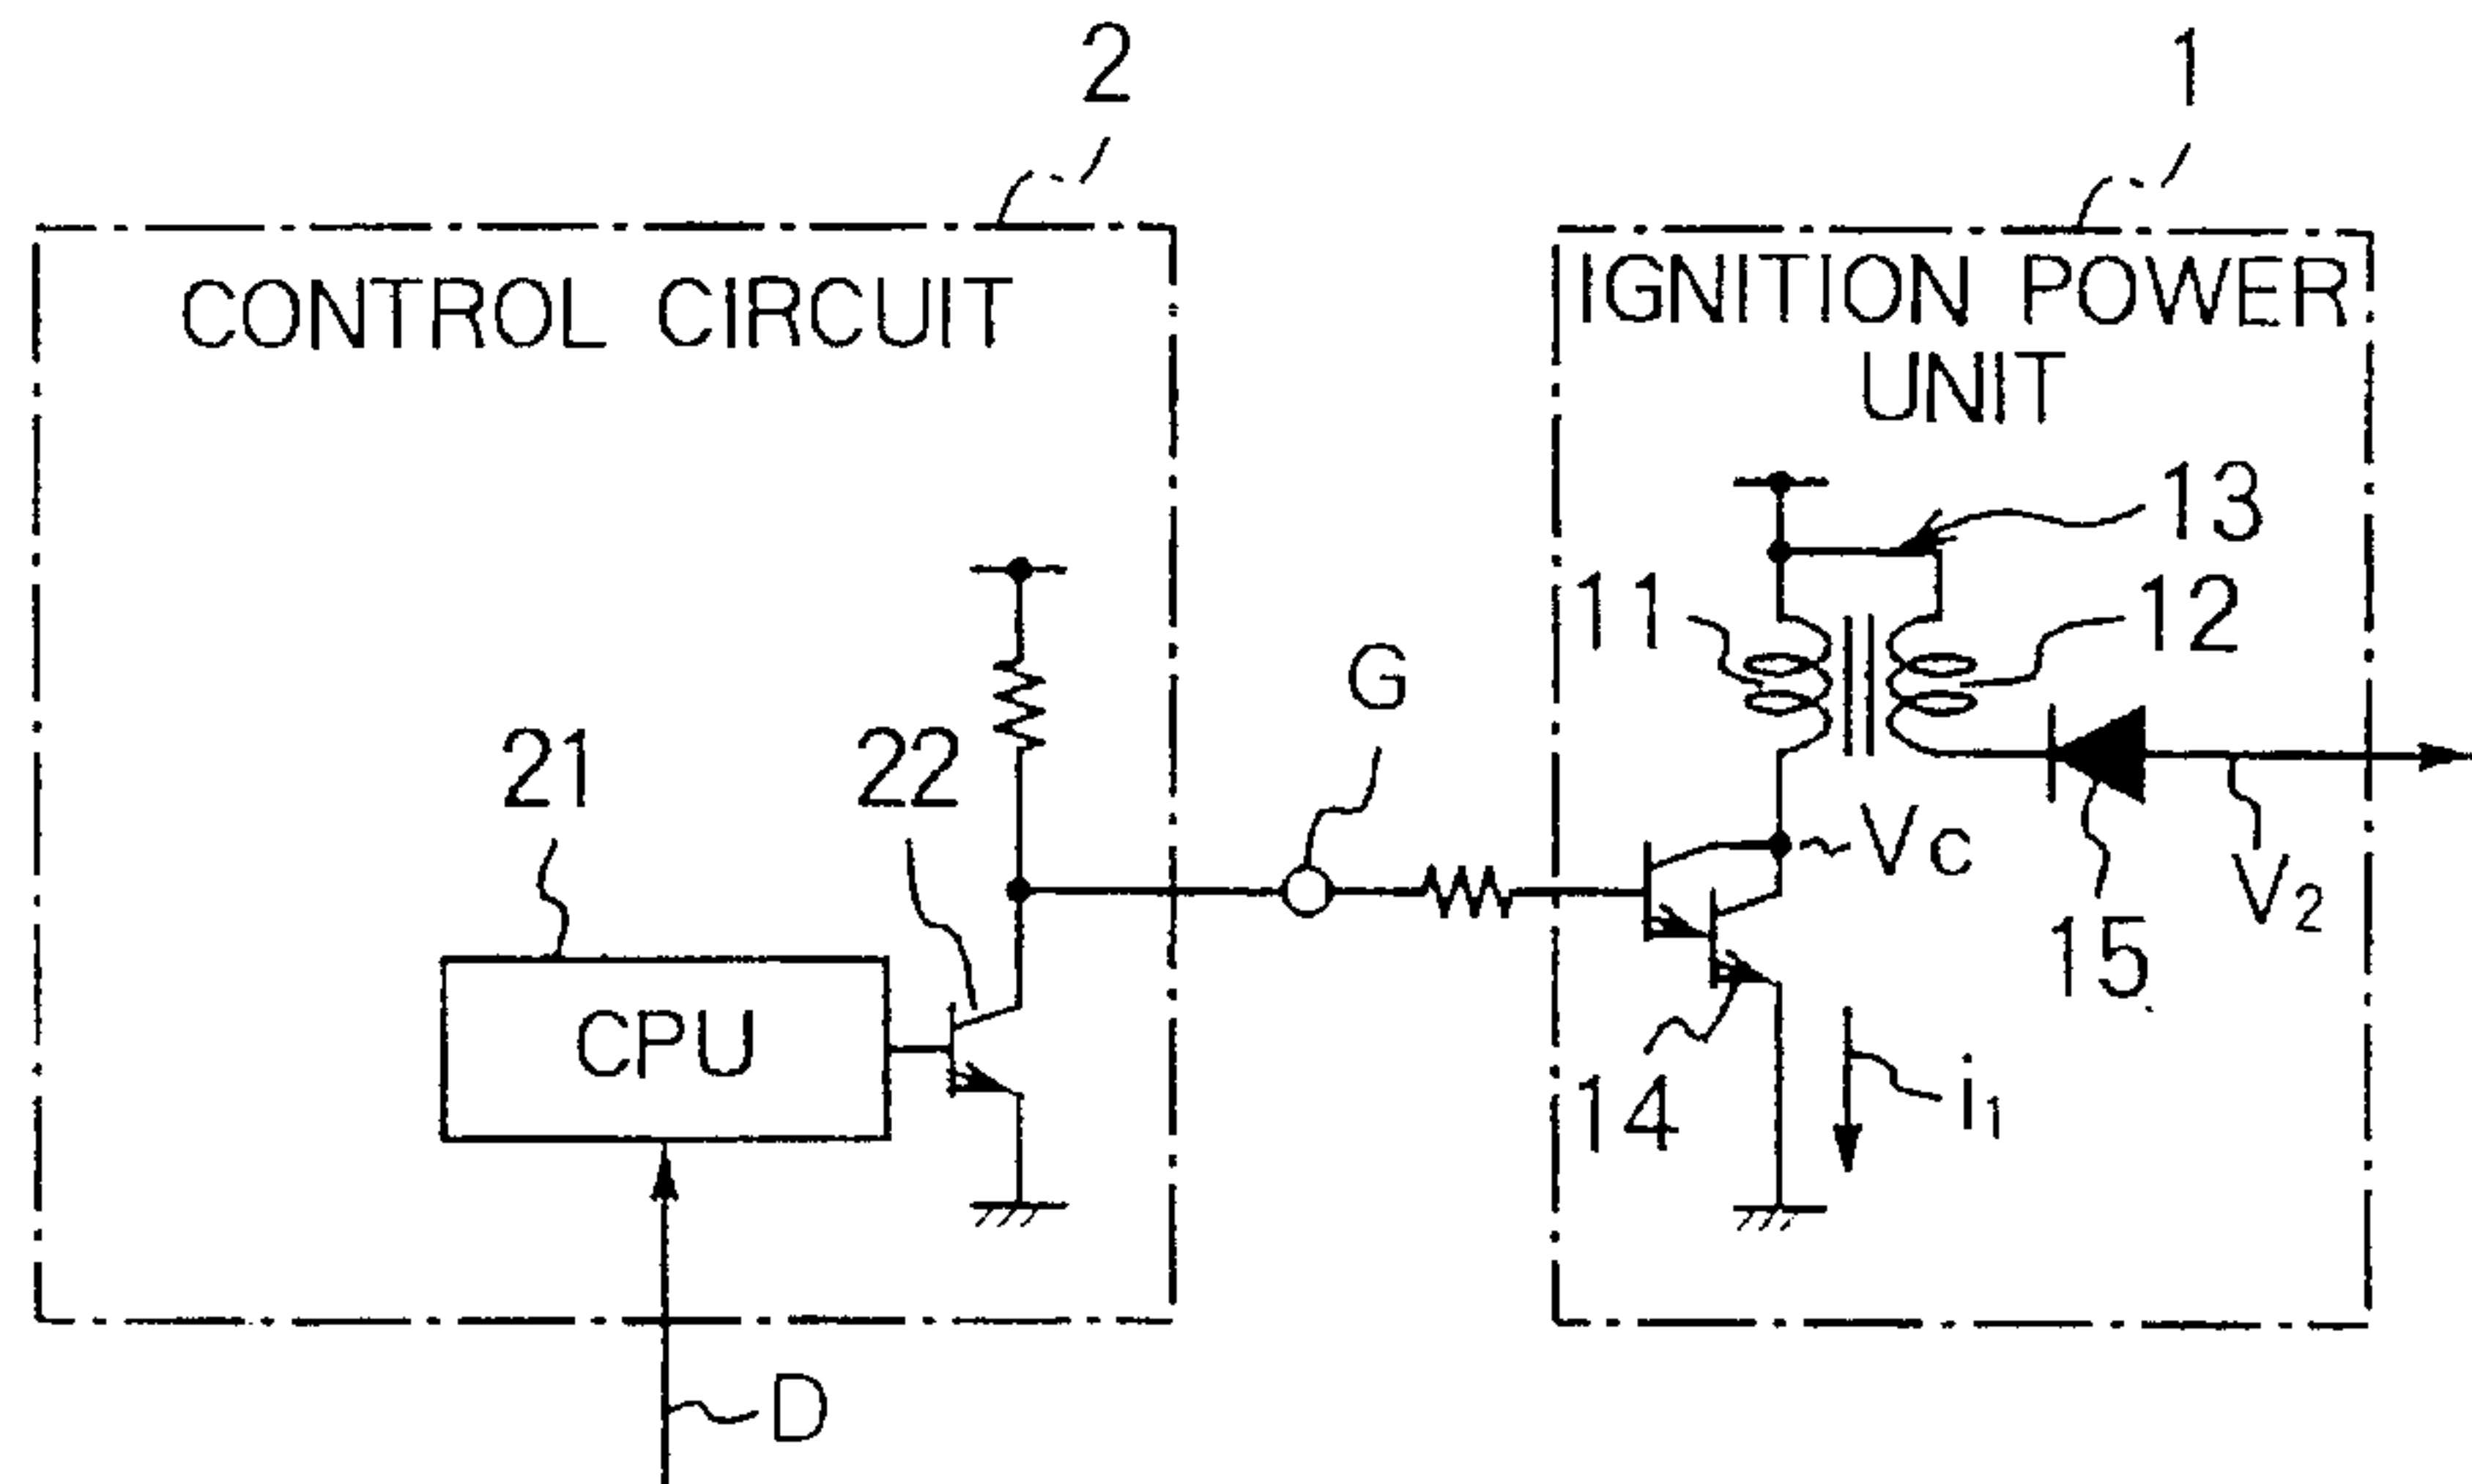 2
1
CONTROL CIRCUIT
IGNITION POWER
UNIT
13
11
12
G
21
22
Vc
V2
15
CPU
14
i1
D